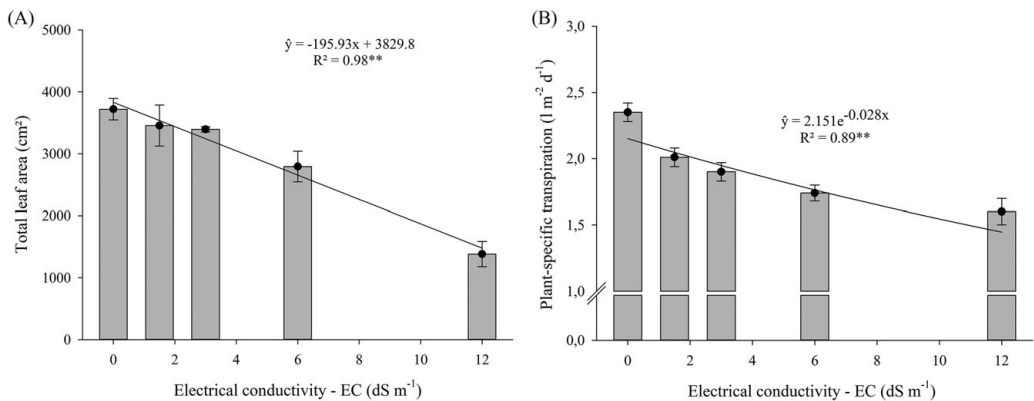 (A)
5000
4000
3000
2000
1000
0
Total leaf area (cm²)
ŷ = -195.93x + 3829.8
R² = 0.98**
0 2 4 6 8 10 12
Electrical conductivity - EC (dS m⁻¹)
(B)
3,0
2,5
2,0
1,5
1,0
0,0
Plant-specific transpiration (l m⁻² d⁻¹)
ŷ = 2.151e^-0.028x
R² = 0.89**
0 2 4 6 8 10 12
Electrical conductivity - EC (dS m⁻¹)